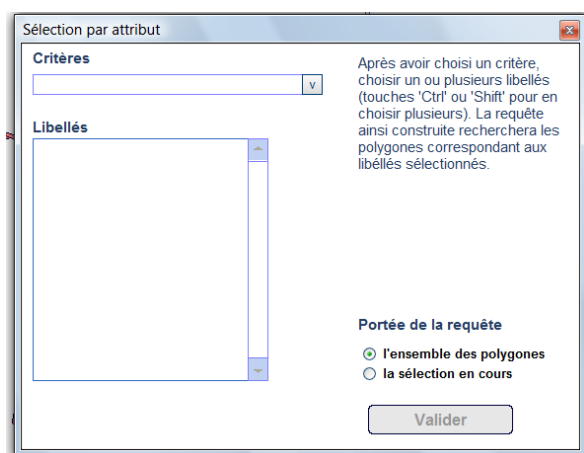 Sélection par attribut
Critères
v
Libellés
Après avoir choisi un critère,
choisir un ou plusieurs libellés
(touches 'Ctrl' ou 'Shift' pour en
choisir plusieurs). La requête
ainsi construite recherchera les
polygones correspondant aux
libéllés sélectionnés.
Portée de la requête
l'ensemble des polygones
la sélection en cours
Valider